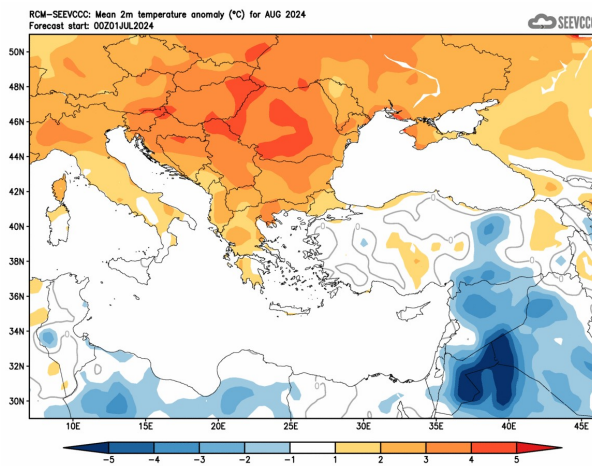 RCM-SEEVCCC: Mean 2m temperature anomaly (°C) for AUG 2024
Forecast start: 00Z01JUL2024
SEEVCCC
50N
48N
46N
44N
42N
40N
38N
36N
34N
32N
30N
10E
15E
20E
25E
30E
35E
40E
45E
-5
-4
-3
-2
-1
1
2
3
4
5